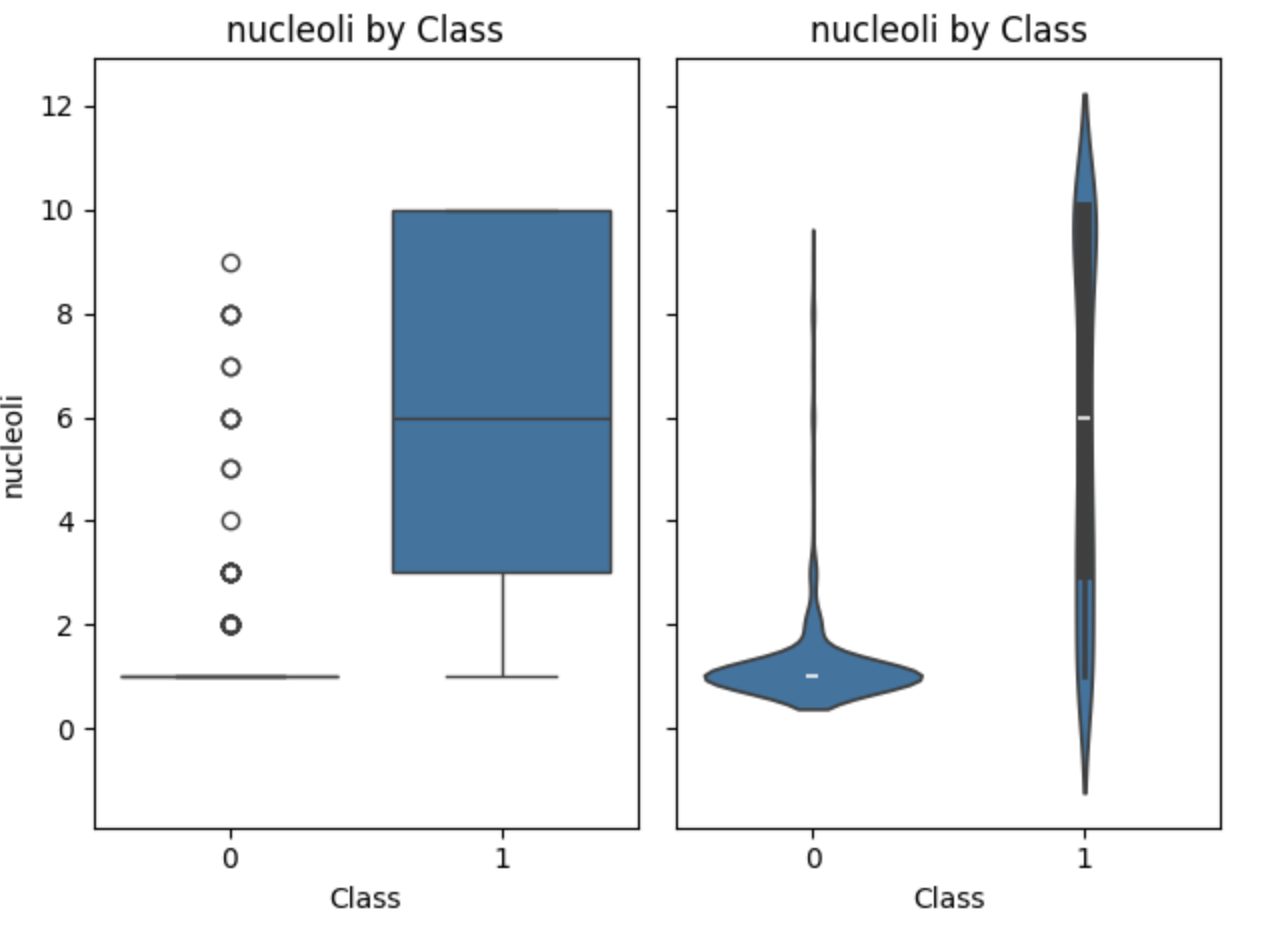 nucleoli by Class
nucleoli by Class
12
10
8
6
4
2
0
nucleoli
0 1
0 1
Class
Class